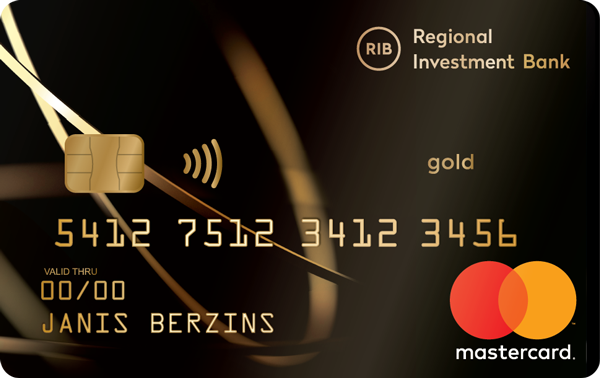 RIB
Regional
Investment Bank
gold
5412 7512 3412 3456
VALID THRU
00/00
JANIS BERZINS
mastercard.